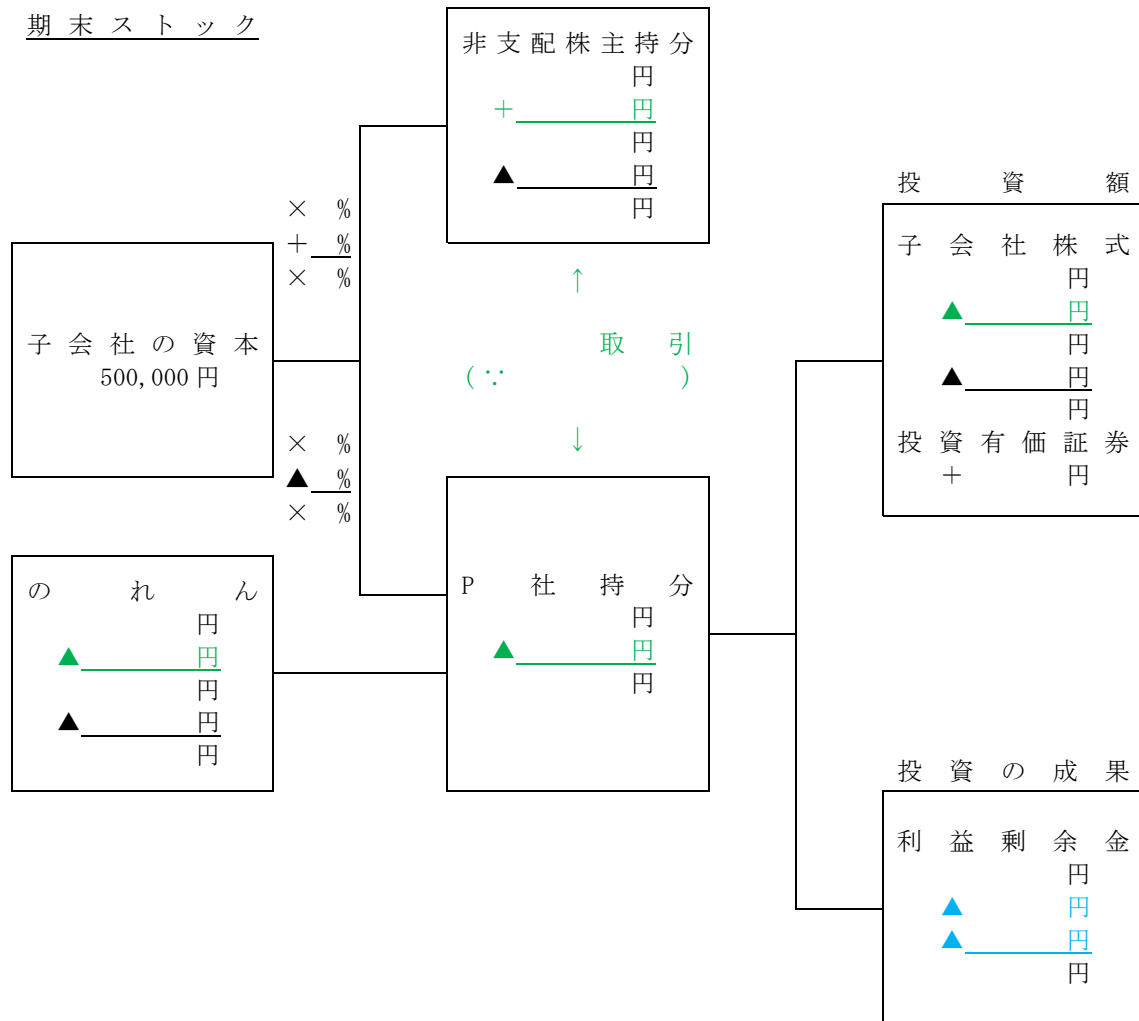 期末ストック
非支配株主持分
円
+ 円
円
▲ 円
円
× %
+ %
× %
子会社の資本
500,000円
↑
取引
(∵ )
↓
× %
▲ %
× %
のれん
円
▲ 円
円
▲ 円
円
P社持分
円
▲ 円
円
投資額
子会社株式
円
▲ 円
円
▲ 円
円
投資有価証券
+ 円
投資の成果
利益剰余金
円
▲ 円
▲ 円
円